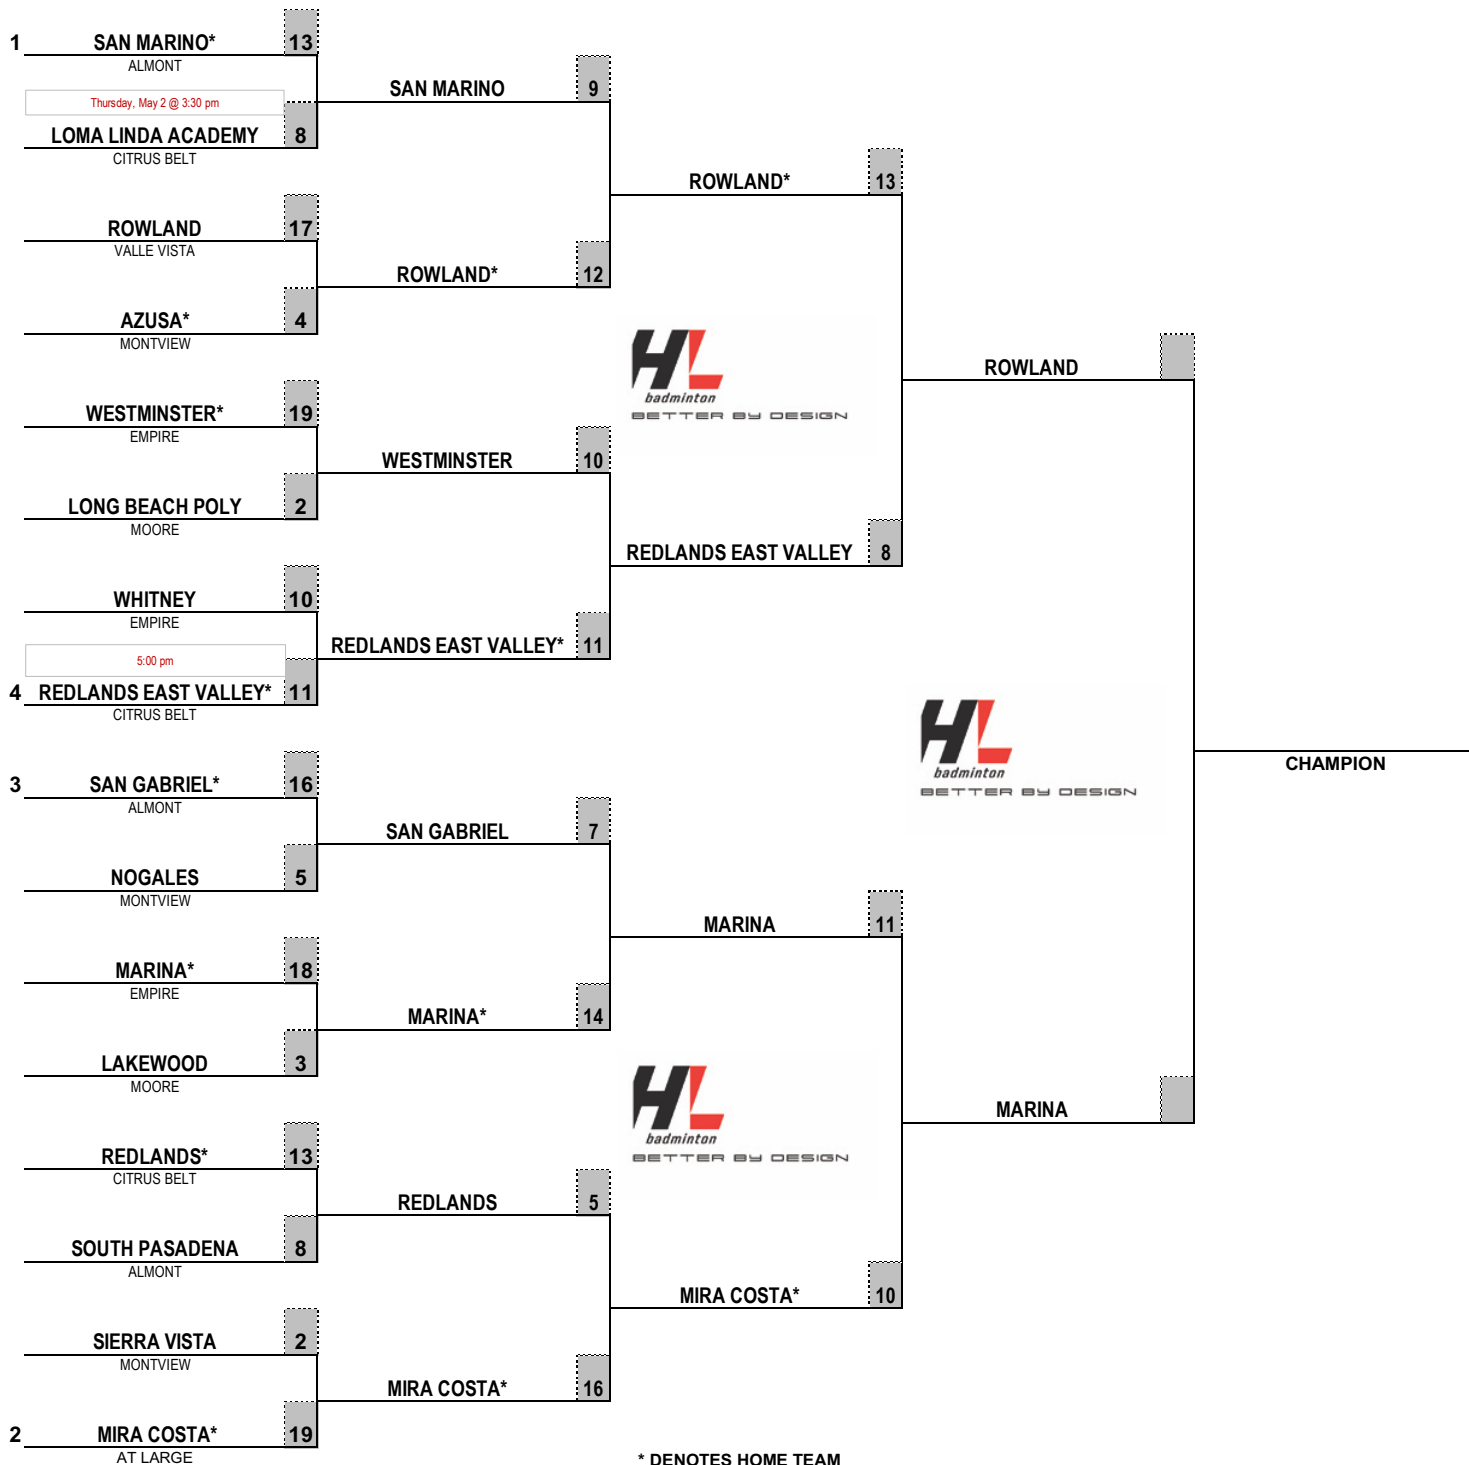 1 SAN MARINO* 13
ALMONT
Thursday, May 2 @ 3:30 pm
LOMA LINDA ACADEMY 8
CITRUS BELT
ROWLAND 17
VALLE VISTA
AZUSA* 4
MONTVIEW
WESTMINSTER* 19
EMPIRE
LONG BEACH POLY 2
MOORE
WHITNEY 10
EMPIRE
5:00 pm
4 REDLANDS EAST VALLEY* 11
CITRUS BELT
3 SAN GABRIEL* 16
ALMONT
NOGALES 5
MONTVIEW
MARINA* 18
EMPIRE
LAKEWOOD 3
MOORE
REDLANDS* 13
CITRUS BELT
SOUTH PASADENA 8
ALMONT
SIERRA VISTA 2
MONTVIEW
2 MIRA COSTA* 19
AT LARGE
SAN MARINO 9
ROWLAND* 12
WESTMINSTER 10
REDLANDS EAST VALLEY* 11
SAN GABRIEL 7
MARINA* 14
REDLANDS 5
MIRA COSTA* 16
ROWLAND* 13
HL
badminton
BETTER BY DESIGN
REDLANDS EAST VALLEY 8
MARINA 11
HL
badminton
BETTER BY DESIGN
MIRA COSTA* 10
* DENOTES HOME TEAM
ROWLAND
HL
badminton
BETTER BY DESIGN
MARINA
CHAMPION